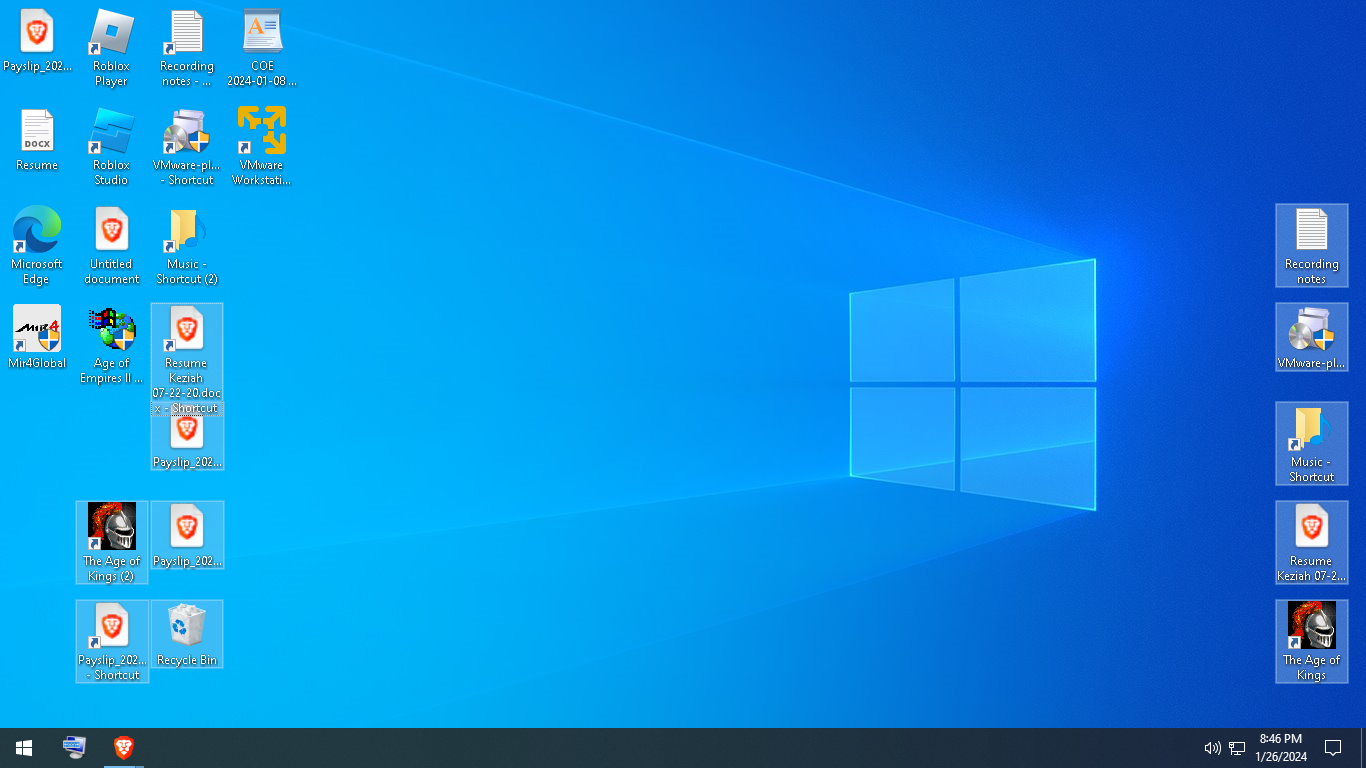 Payslip_202...
Roblox
Player
Recording
notes - ...
COE
2024-01-08 ...
DOCX
Resume
Roblox
Studio
VMware-pl...
- Shortcut
VMware
Workstati...
Microsoft
Edge
Untitled
document
Music -
Shortcut (2)
Recording
notes
MIR4
Mir4Global
Age of
Empires II ...
Resume
Keziah
07-22-20.doc
x - Shortcut
VMware-pl...
Payslip_202...
Music -
Shortcut
The Age of
Kings (2)
Payslip_202...
Resume
Keziah 07-2...
Payslip_202...
- Shortcut
Recycle Bin
The Age of
Kings
8:46 PM
1/26/2024